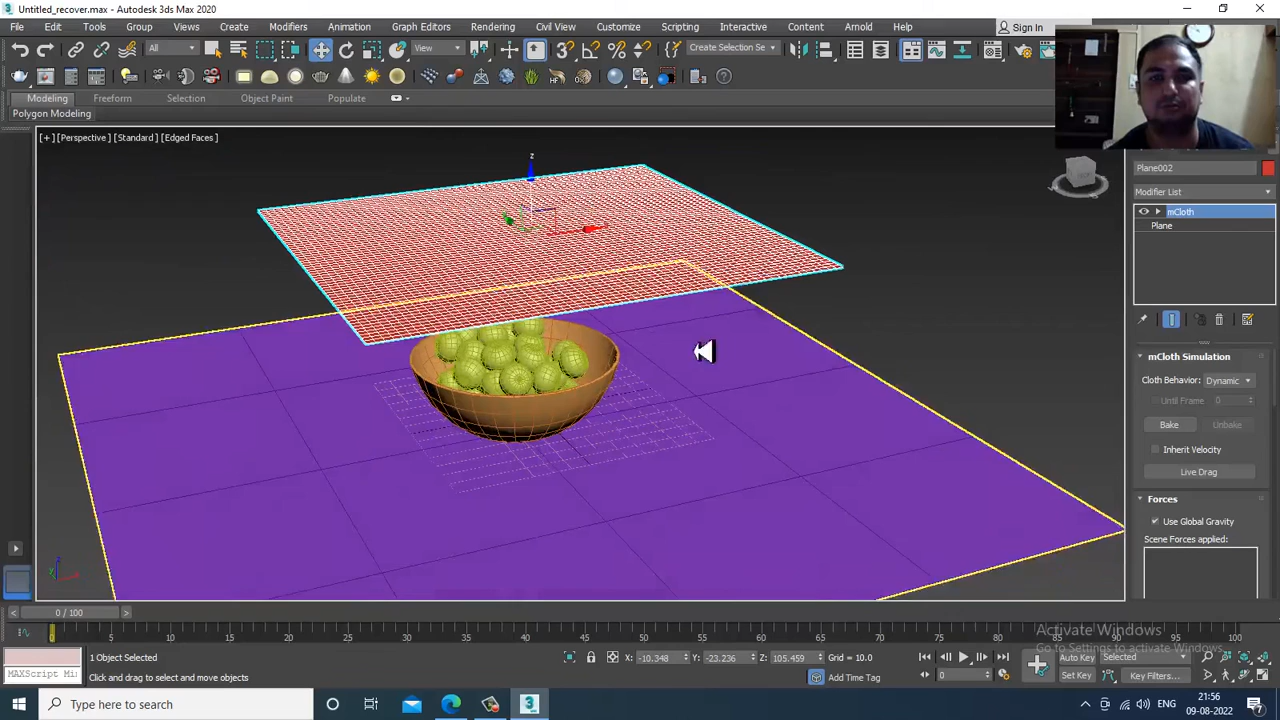 Untitled_recover.max - Autodesk 3ds Max 2020
File Edit Tools Group Views Create Modifiers Animation Graph Editors Rendering Civil View Customize Scripting Interactive Content Arnold Help Sign In
All View Create Selection Se
Modeling Freeform Selection Object Paint Populate
Polygon Modeling
[+] [Perspective] [Standard] [Edged Faces]
Plane002
Modifier List
mCloth
Plane
z
mCloth Simulation
Cloth Behavior: Dynamic
Until Frame 0
Bake Unbake
Inherit Velocity
Live Drag
Forces
Use Global Gravity
Scene Forces applied:
0 / 100
0 5 10 15 20 25 30 35 40 45 50 55 60 65 70 75 80 85 90 95 100
Activate Windows
Go to Settings to activate Windows.
1 Object Selected X: -10.348 Y: -23.236 Z: 105.459 Grid = 10.0 Auto Key Selected
MAXScript Mi Click and drag to select and move objects Add Time Tag 0 Set Key Key Filters...
Type here to search
ENG
21:56
09-08-2022
7